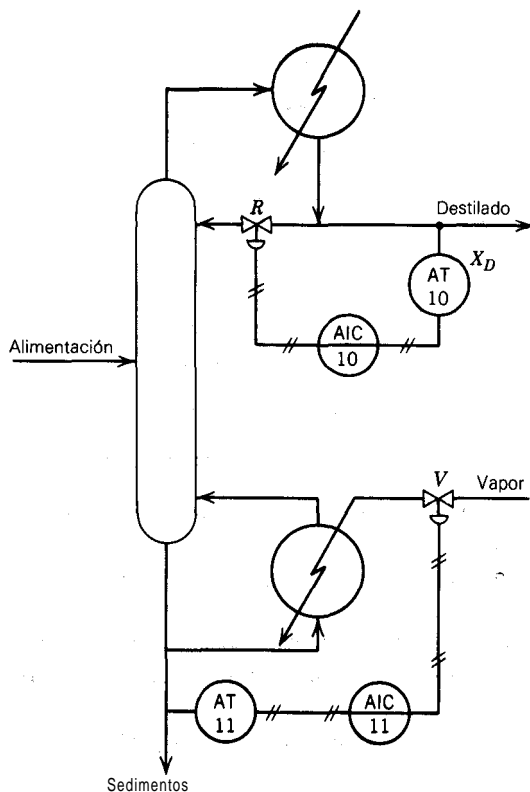 R
Destilado
X_D
AT
10
AIC
10
Alimentación
V
Vapor
AT
11
AIC
11
Sedimentos